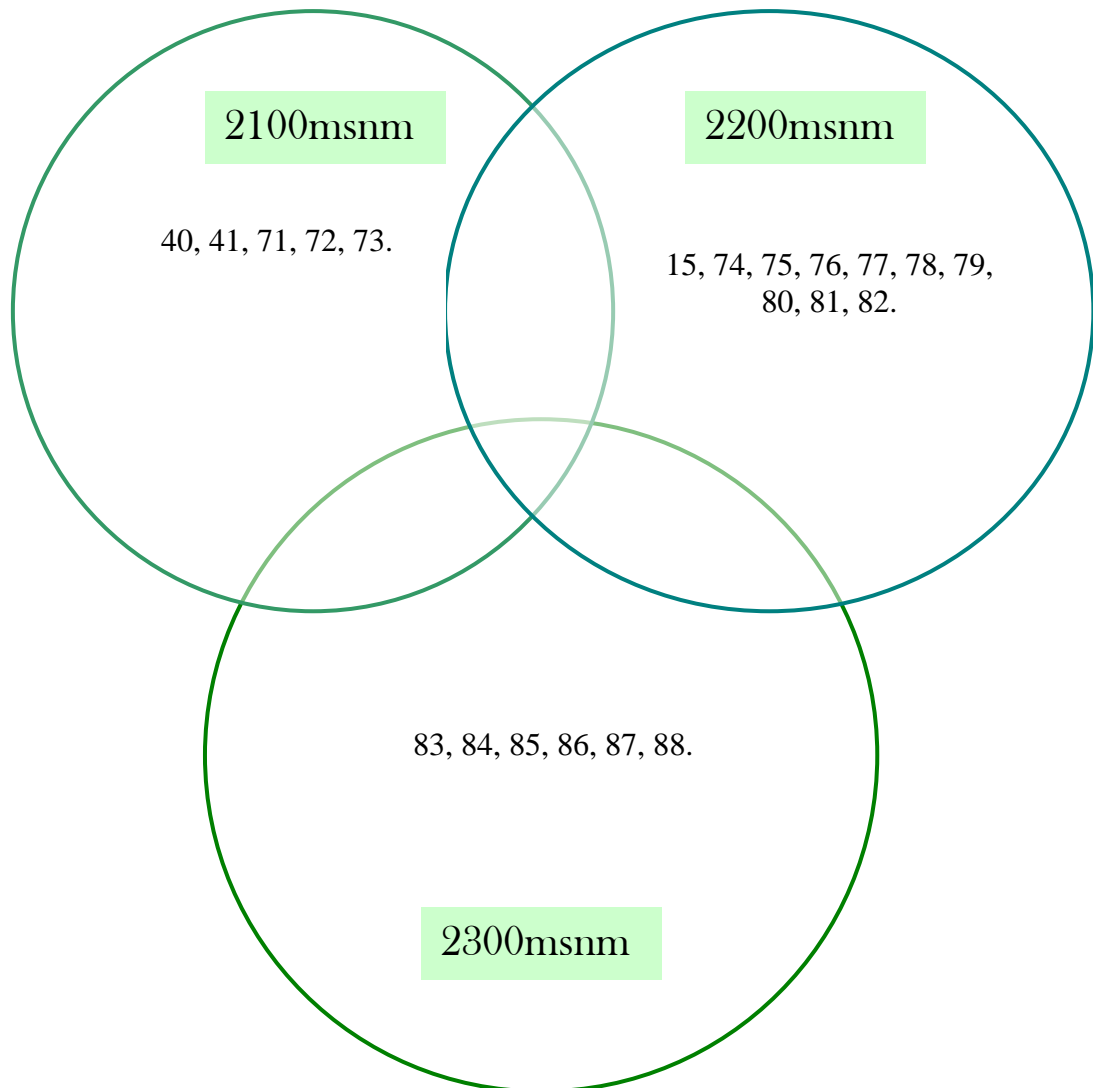 2100msnm
2200msnm
40, 41, 71, 72, 73.
15, 74, 75, 76, 77, 78, 79,
80, 81, 82.
83, 84, 85, 86, 87, 88.
2300msnm